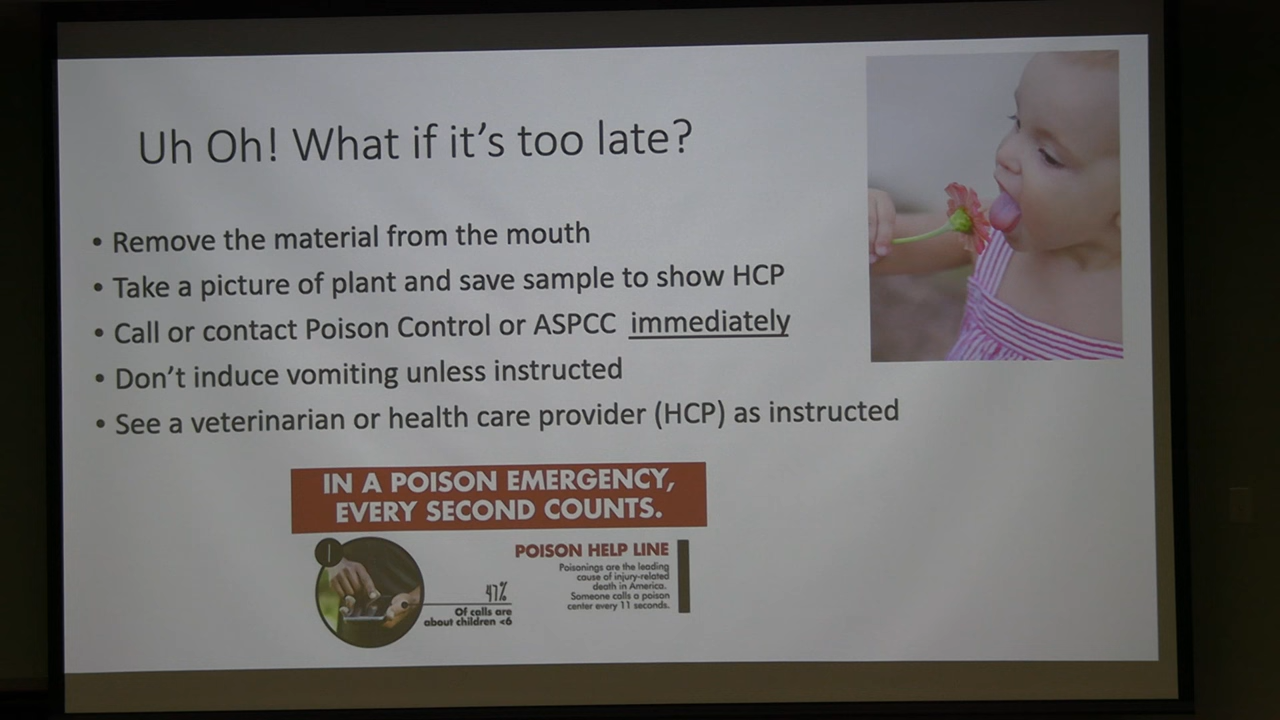 Uh Oh! What if it's too late?
• Remove the material from the mouth
• Take a picture of plant and save sample to show HCP
• Call or contact Poison Control or ASPCC immediately
• Don't induce vomiting unless instructed
• See a veterinarian or health care provider (HCP) as instructed
IN A POISON EMERGENCY,
EVERY SECOND COUNTS.
47%
Of calls are
about children <6
POISON HELP LINE
Poisonings are the leading
cause of injury-related
death in America.
Someone calls a poison
center every 11 seconds.